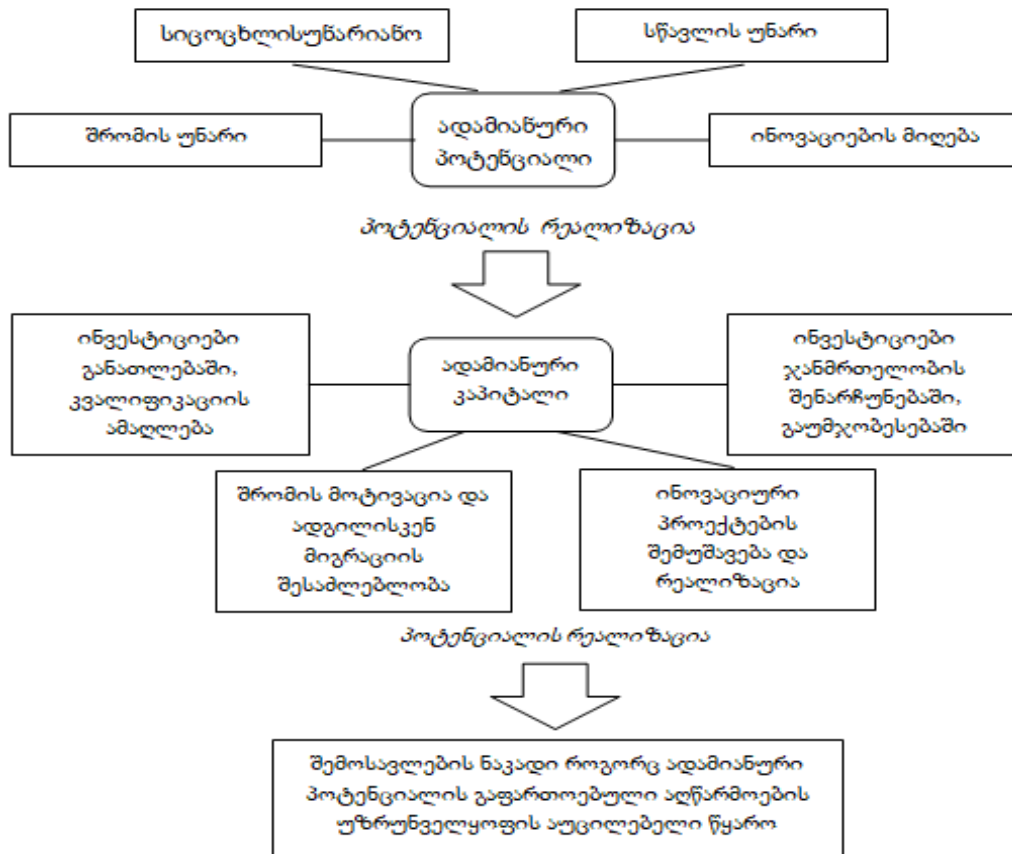 სიცოცხლისუნარიანო
სწავლის უნარი
შრომის უნარი
ადამიანური
პოტენციალი
ინოვაციების მიღება
პოტენციალის რეალიზაცია
ინვესტიციები
განათლებაში,
კვალიფიკაციის
ამაღლება
ადამიანური
კაპიტალი
ინვესტიციები
ჯანმრთელობის
შენარჩუნებაში,
გაუმჯობესებაში
შრომის მოტივაცია და
ადგილისკენ
მიგრაციის
შესაძლებლობა
ინოვაციური
პროექტების
შემუშავება და
რეალიზაცია
პოტენციალის რეალიზაცია
შემოსავლების ნაკადი როგორც ადამიანური
პოტენციალის გაფართოებული აღწარმოების
უზრუნველყოფის აუცილებელი წყარო